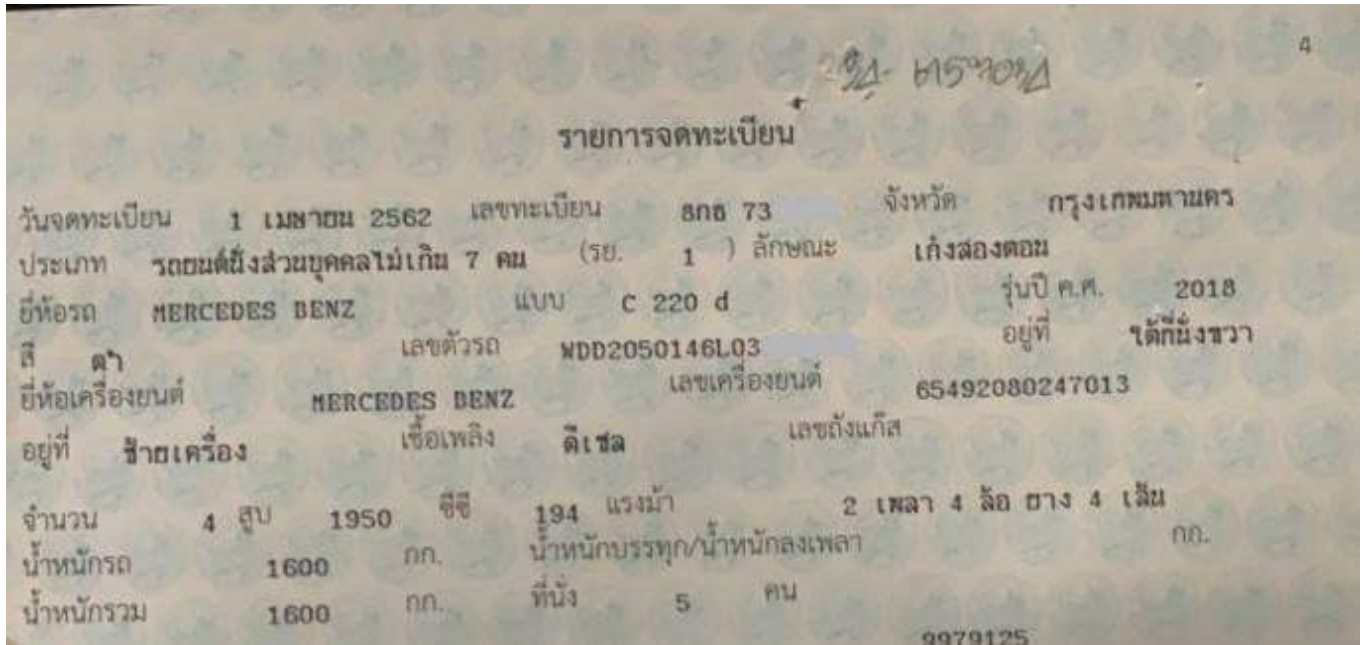 4
รายการจดทะเบียน
วันจดทะเบียน 1 เมษายน 2562 เลขทะเบียน 8กธ 73 จังหวัด กรุงเทพมหานคร
ประเภท รถยนต์นั่งส่วนบุคคลไม่เกิน 7 คน (รย. 1 ) ลักษณะ เก๋งสองตอน
ยี่ห้อรถ MERCEDES BENZ แบบ C 220 d รุ่นปี ค.ศ. 2018
สี ดำ เลขตัวรถ WDD2050146L03 อยู่ที่ ใต้ที่นั่งขวา
ยี่ห้อเครื่องยนต์ MERCEDES BENZ เลขเครื่องยนต์ 65492080247013
อยู่ที่ ซ้ายเครื่อง เชื้อเพลิง ดีเซล เลขถังแก๊ส
จำนวน 4 สูบ 1950 ซีซี 194 แรงม้า 2 เพลา 4 ล้อ ยาง 4 เส้น
น้ำหนักรถ 1600 กก. น้ำหนักบรรทุก/น้ำหนักลงเพลา กก.
น้ำหนักรวม 1600 กก. ที่นั่ง 5 คน
9979125